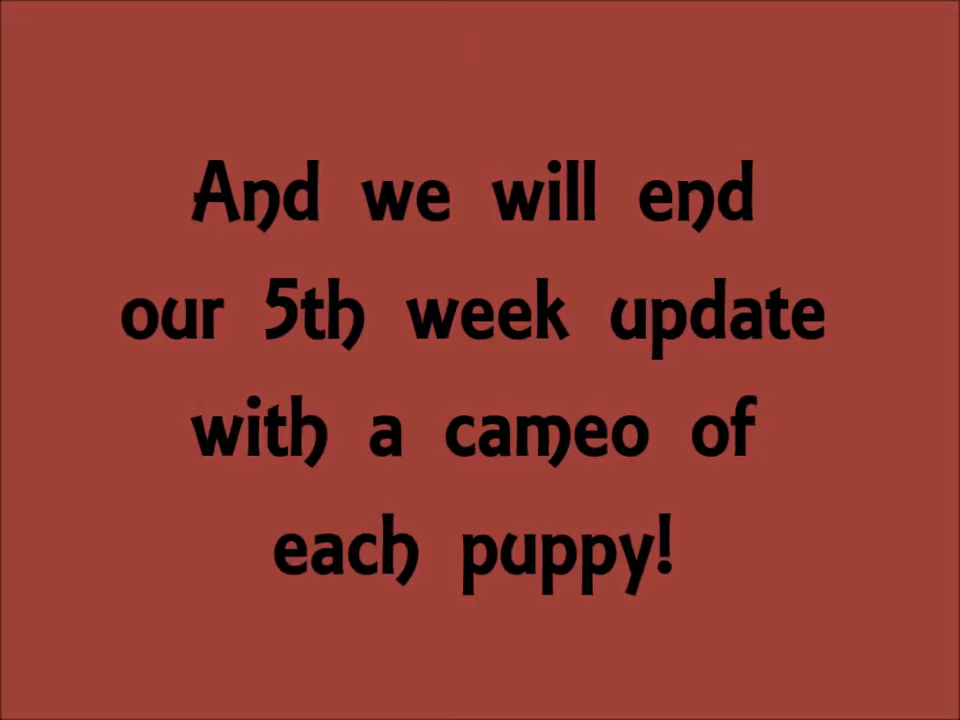 And we will end
our 5th week update
with a cameo of
each puppy!